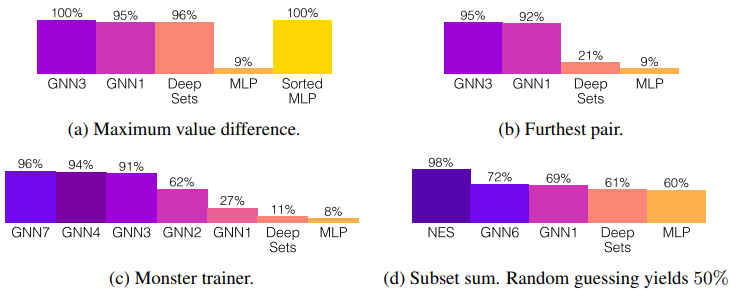 100% 95% 96% 9% 100%
GNN3 GNN1 Deep Sets MLP Sorted MLP
(a) Maximum value difference.
95% 92% 21% 9%
GNN3 GNN1 Deep Sets MLP
(b) Furthest pair.
96% 94% 91% 62% 27% 11% 8%
GNN7 GNN4 GNN3 GNN2 GNN1 Deep Sets MLP
(c) Monster trainer.
98% 72% 69% 61% 60%
NES GNN6 GNN1 Deep Sets MLP
(d) Subset sum. Random guessing yields 50%